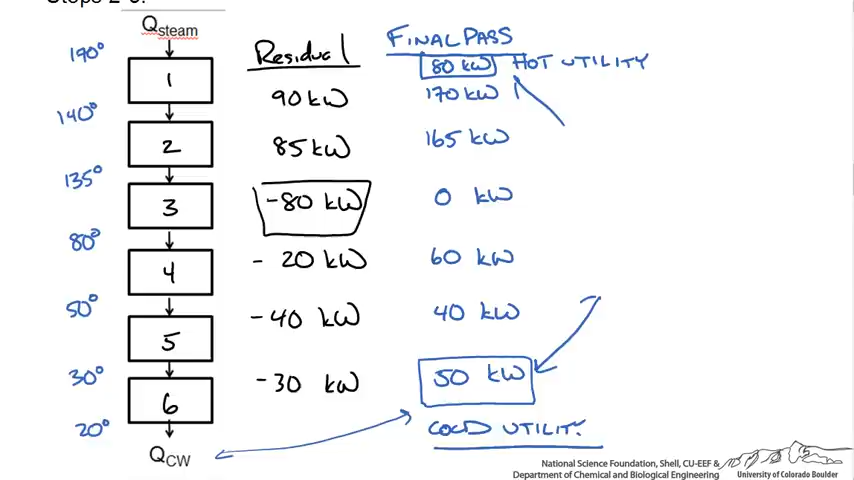 Steps 2-5:
Qsteam
Residual
FINAL PASS
190°
80 kW HOT UTILITY
1
90 kW
170 kW
140°
2
85 kW
165 kW
135°
3
-80 kW
0 kW
80°
4
- 20 kW
60 kW
50°
5
-40 kW
40 kW
30°
6
-30 kW
50 kW
20°
COLD UTILITY
QCW
National Science Foundation, Shell, CU-EEF &
Department of Chemical and Biological Engineering
University of Colorado Boulder